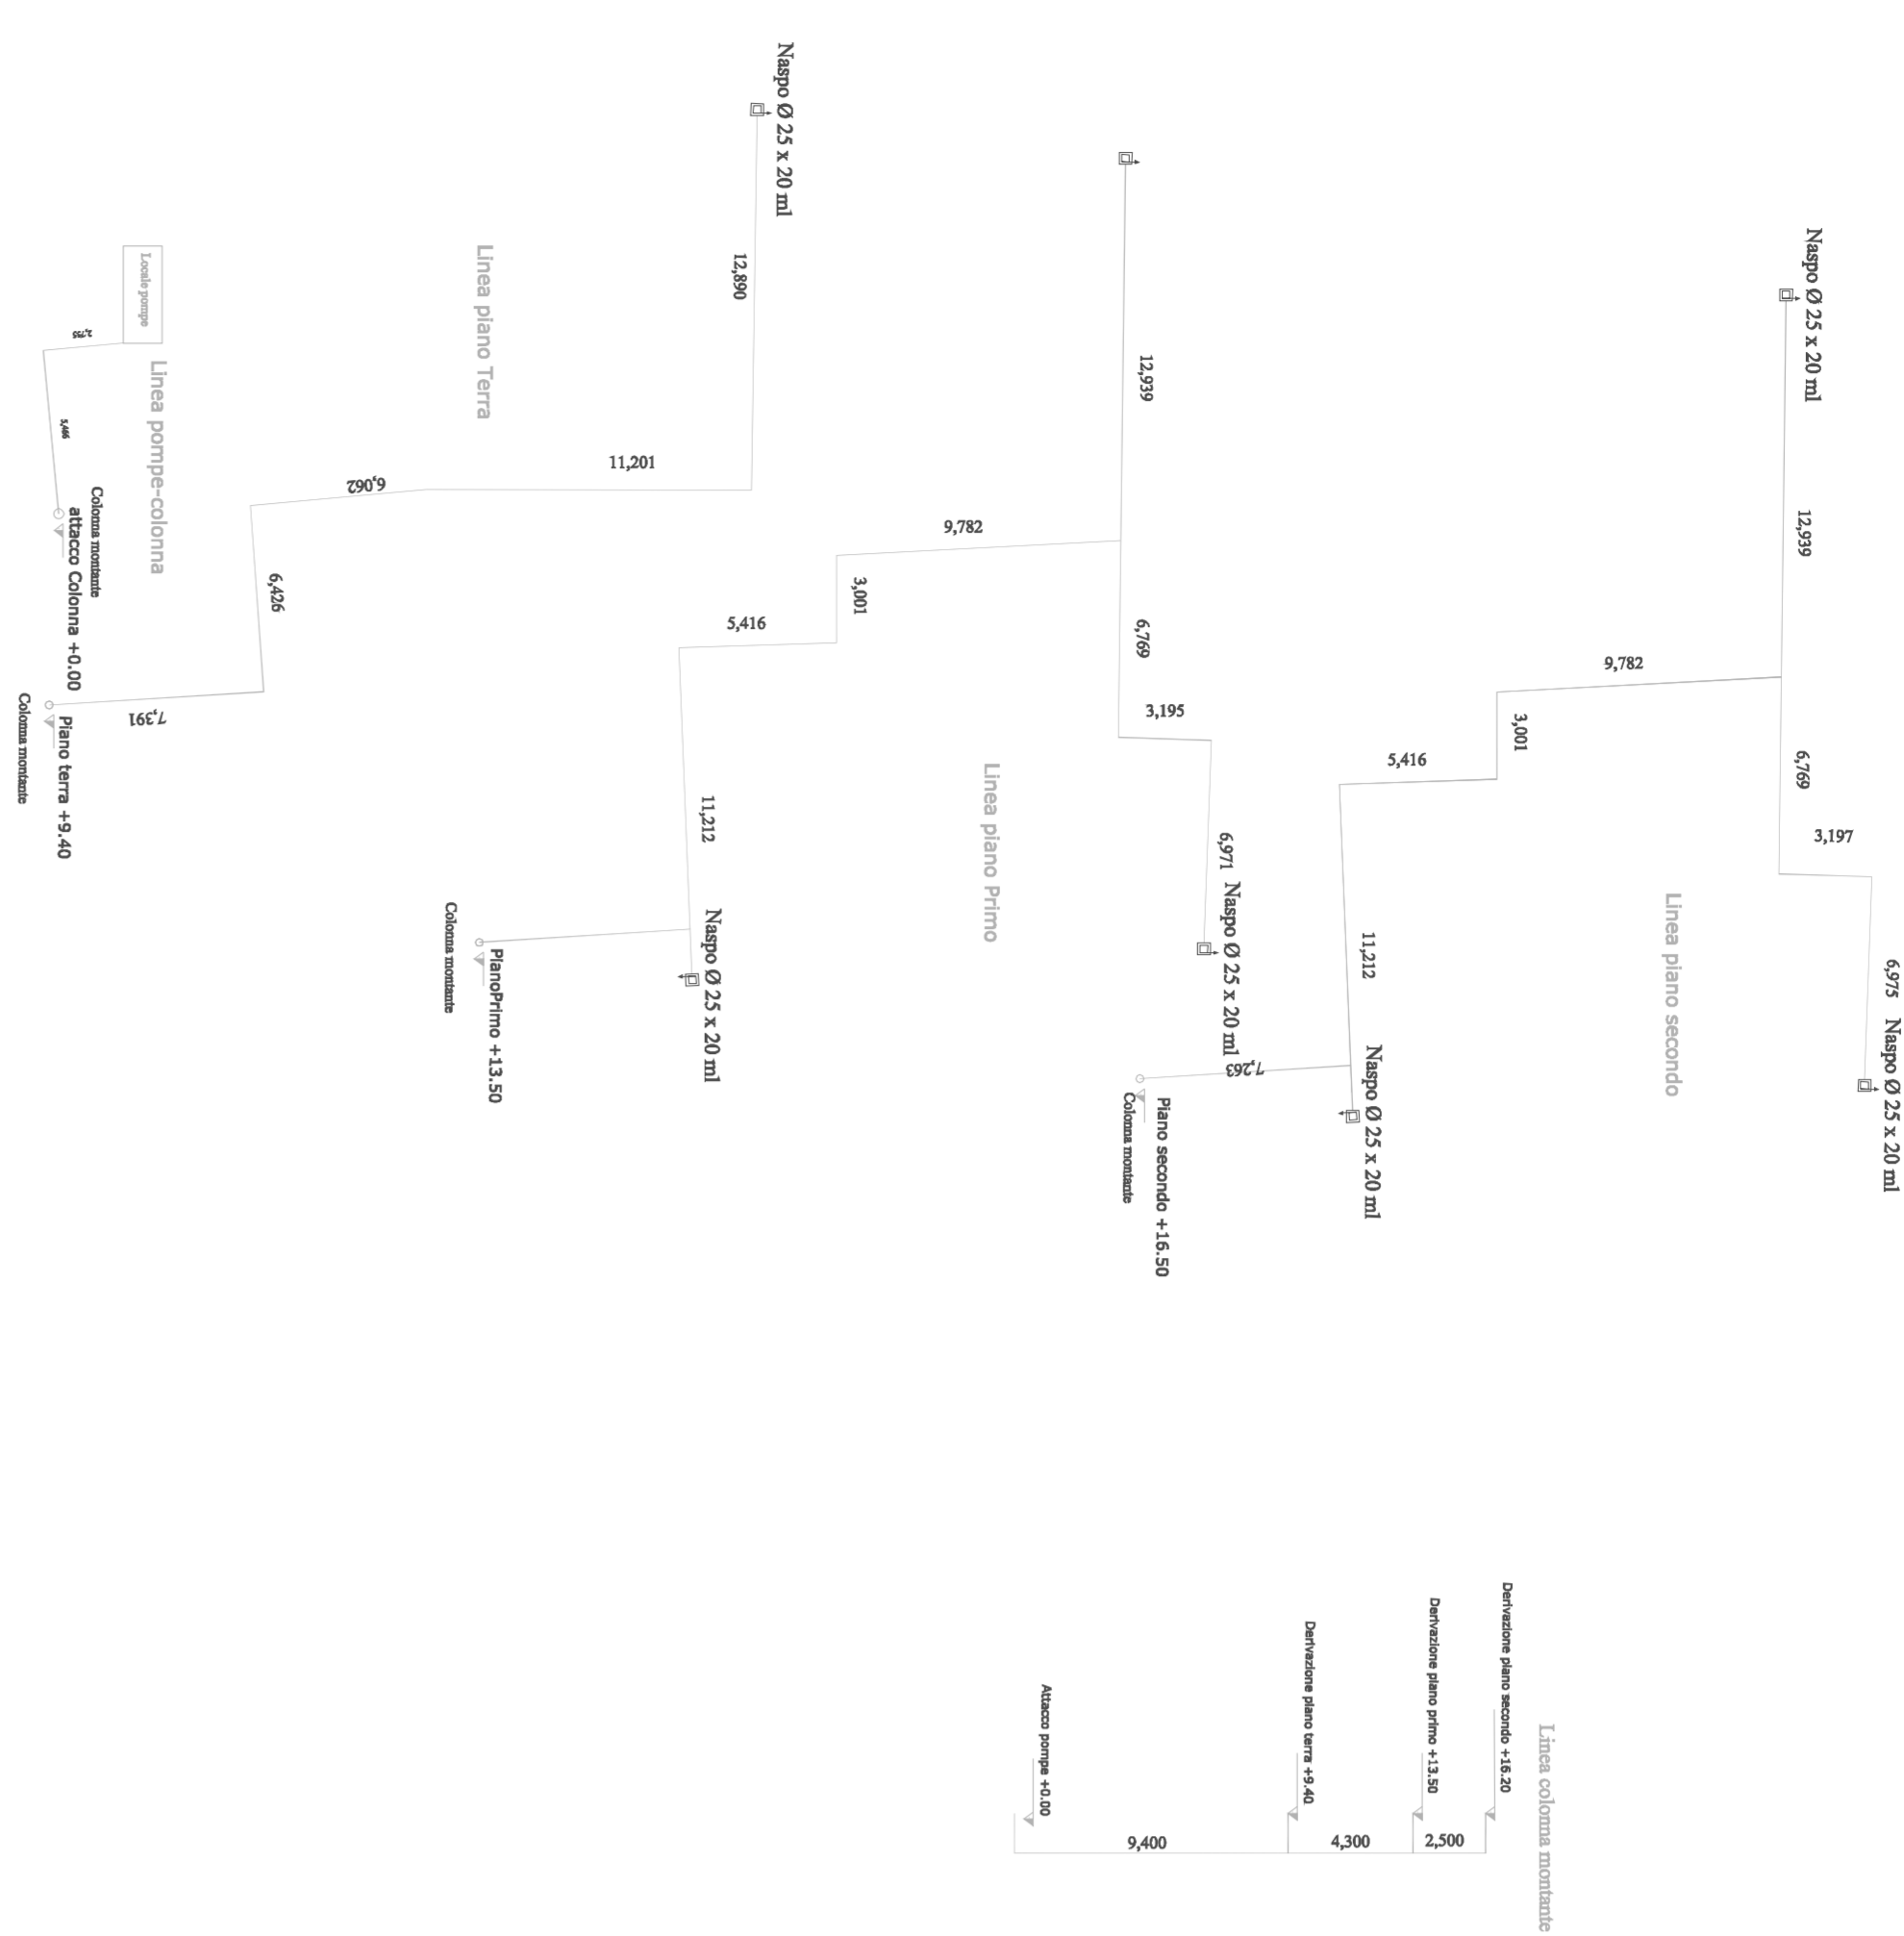 Naspo Ø 25 x 20 ml
12,890
Linea piano Terra
11,201
6,062
6,426
7,391
Colonna montante
Piano terra +9.40
Locale pompe
Linea pompe-colonna
5,466
Colonna montante
attacco Colonna +0.00
12,939
9,782
3,001
5,416
6,769
3,195
6,971
Naspo Ø 25 x 20 ml
11,212
Naspo Ø 25 x 20 ml
Colonna montante
PianoPrimo +13.50
Linea piano Primo
Naspo Ø 25 x 20 ml
12,939
9,782
3,001
5,416
6,769
3,197
6,975
Naspo Ø 25 x 20 ml
11,212
Naspo Ø 25 x 20 ml
7,263
Colonna montante
Piano secondo +16.50
Linea piano secondo
Derivazione piano secondo +16.20
Derivazione piano primo +13.50
Derivazione piano terra +9.40
Attacco pompe +0.00
9,400
4,300
2,500
Linea colonna montante